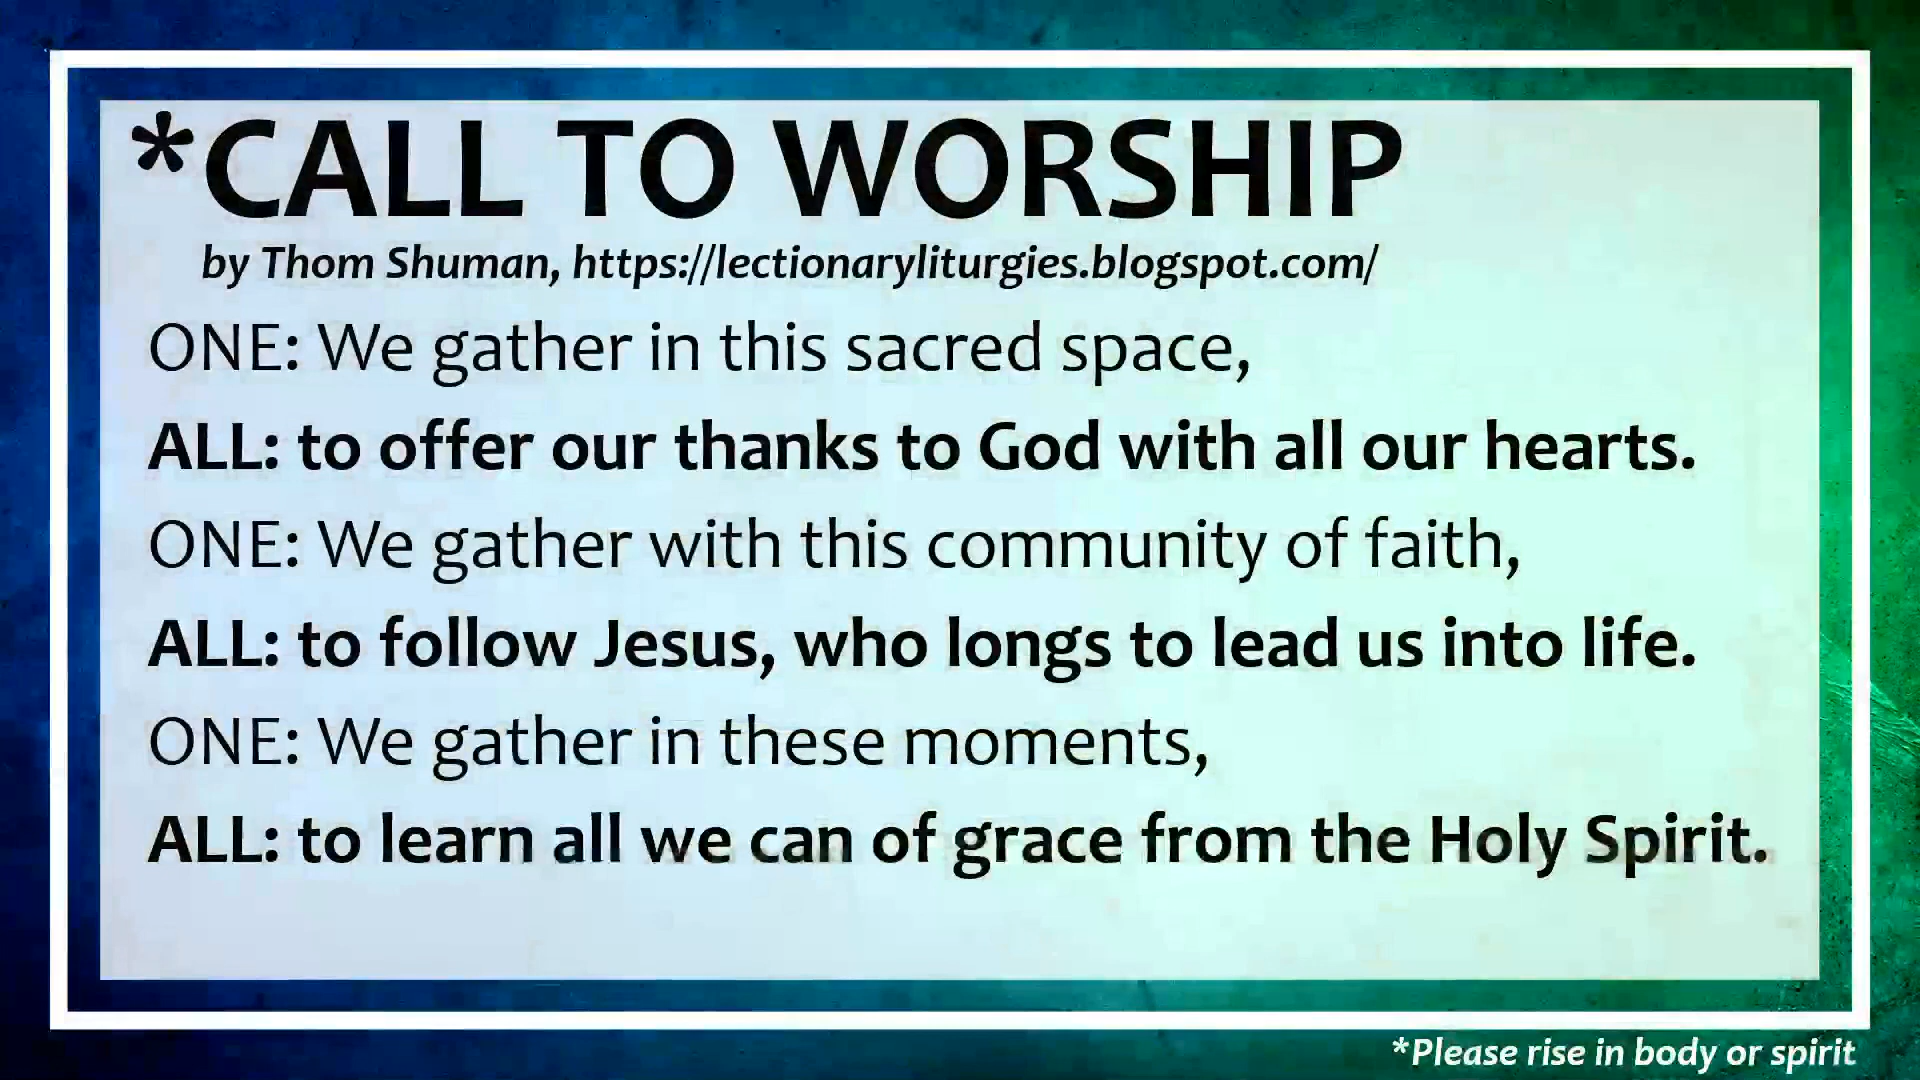 *CALL TO WORSHIP
by Thom Shuman, https://lectionaryliturgies.blogspot.com/
ONE: We gather in this sacred space,
ALL: to offer our thanks to God with all our hearts.
ONE: We gather with this community of faith,
ALL: to follow Jesus, who longs to lead us into life.
ONE: We gather in these moments,
ALL: to learn all we can of grace from the Holy Spirit.
*Please rise in body or spirit